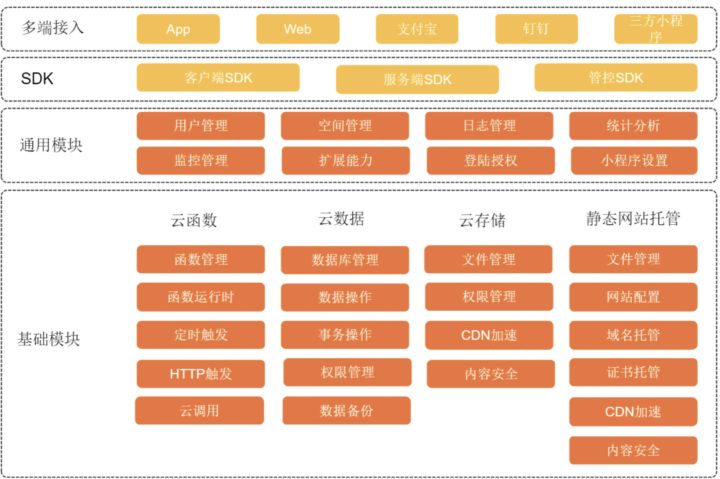 多端接入
App
Web
支付宝
钉钉
三方小程
序
SDK
客户端SDK
服务端SDK
管控SDK
通用模块
用户管理
空间管理
日志管理
统计分析
监控管理
扩展能力
登陆授权
小程序设置
基础模块
云函数
云数据
云存储
静态网站托管
函数管理
数据库管理
文件管理
文件管理
函数运行时
数据操作
权限管理
网站配置
定时触发
事务操作
CDN加速
域名托管
HTTP触发
权限管理
内容安全
证书托管
云调用
数据备份
CDN加速
内容安全